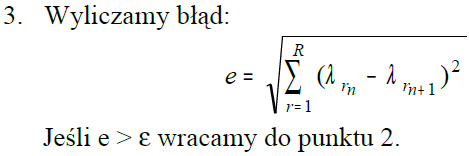 3. Wyliczamy błąd:
e = √(∑_{r=1}^{R} (λ_{r_n} − λ_{r_{n+1}})²)
Jeśli e > ε wracamy do punktu 2.